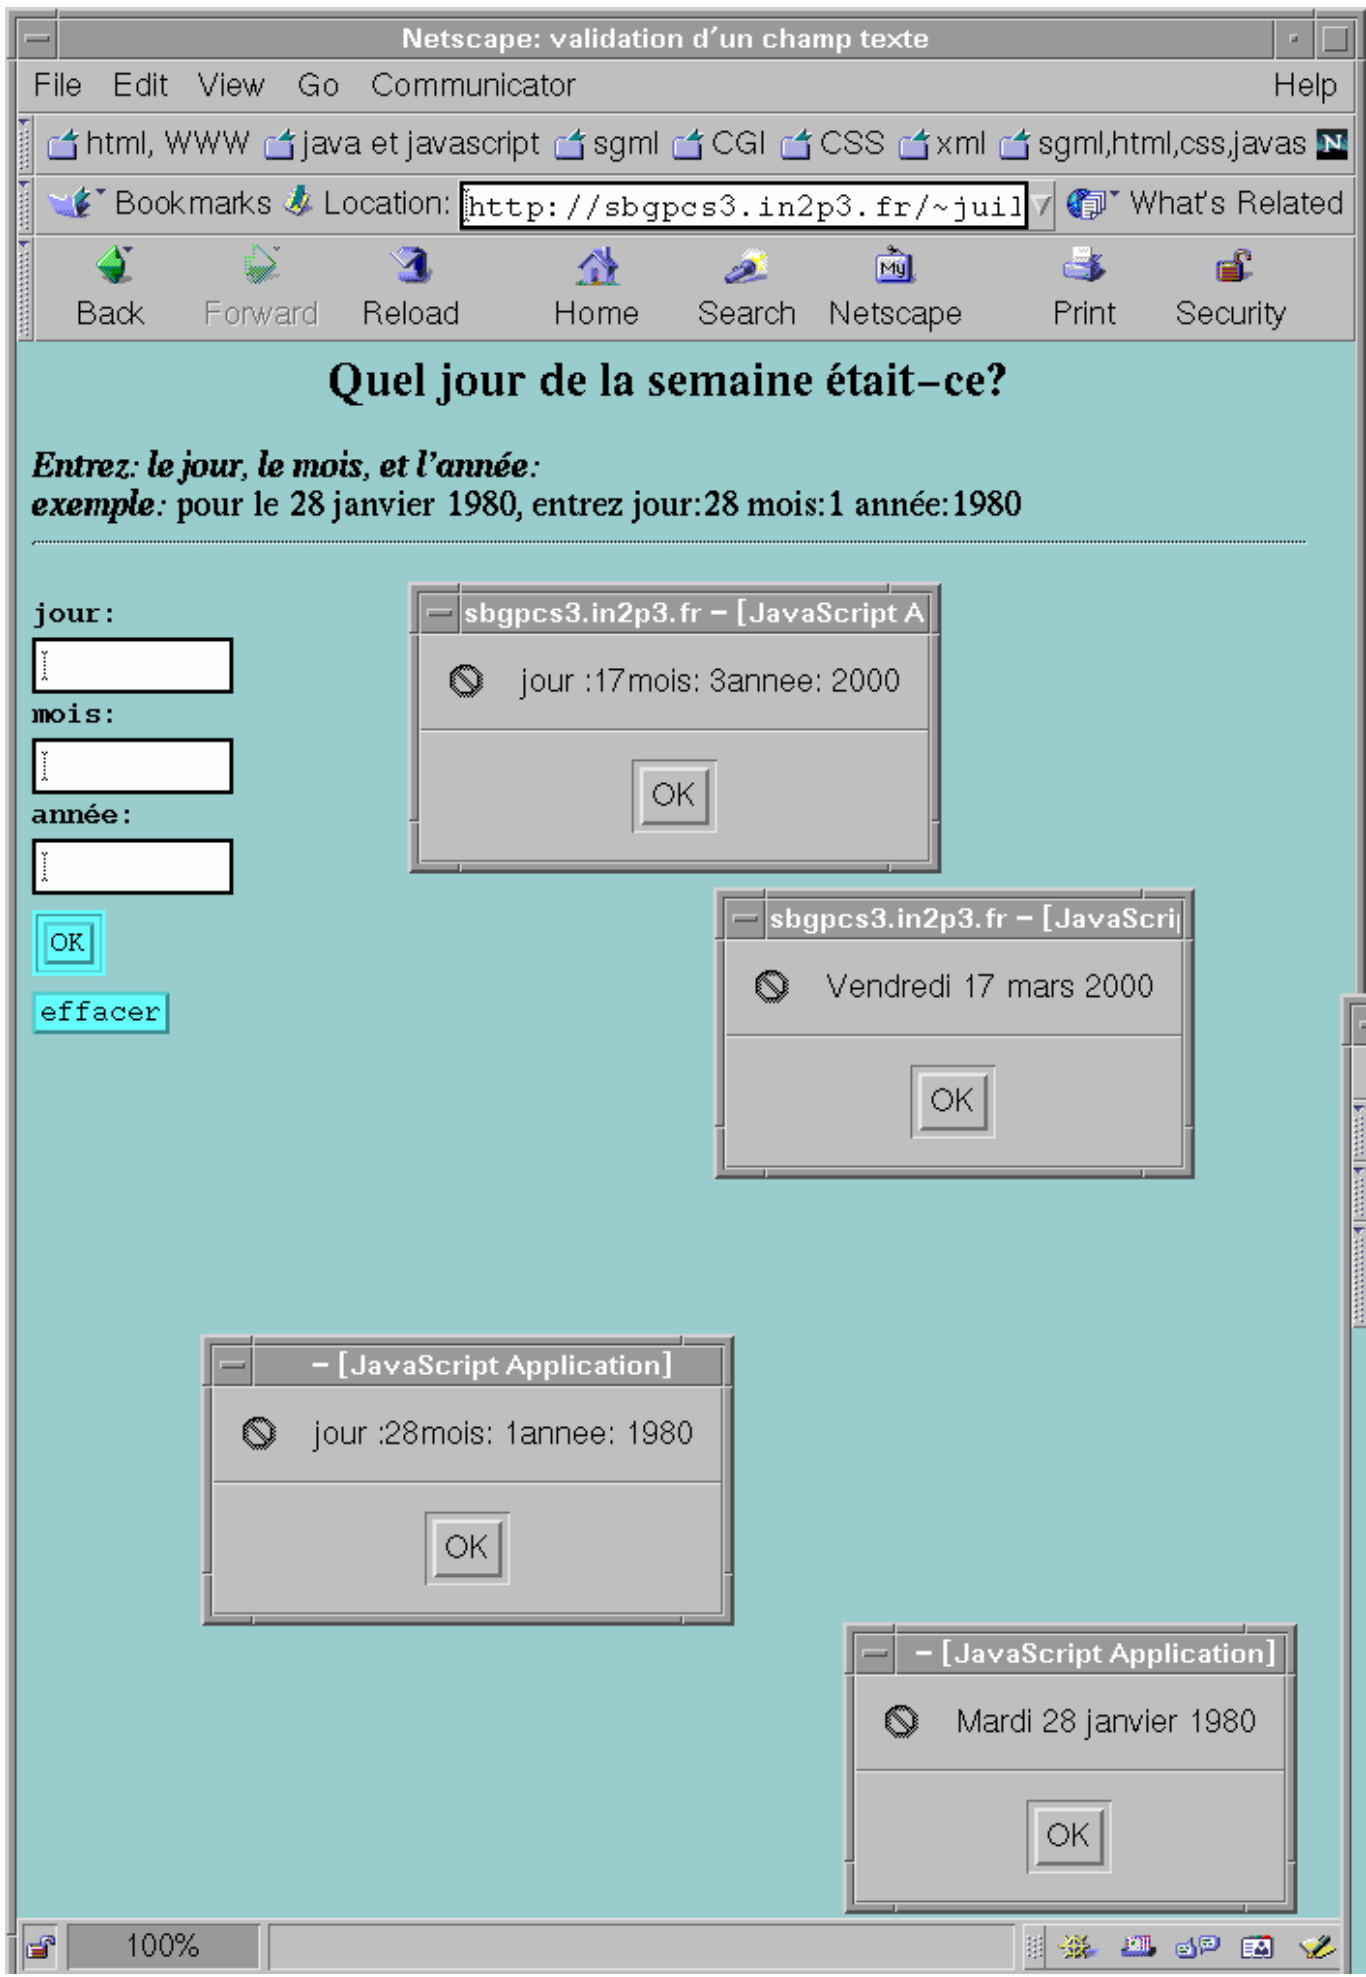 Netscape: validation d'un champ texte
File Edit View Go Communicator Help
html, WWW java et javascript sgml CGI CSS xml sgml,html,css,javas N
Bookmarks Location: http://sbgpcs3.in2p3.fr/~juil What's Related
My
Back Forward Reload Home Search Netscape Print Security
Quel jour de la semaine était-ce?
Entrez: le jour, le mois, et l'année:
exemple: pour le 28 janvier 1980, entrez jour:28 mois:1 année:1980
jour:
mois:
année:
OK
effacer
sbgpcs3.in2p3.fr - [JavaScript A
jour :17mois: 3annee: 2000
OK
sbgpcs3.in2p3.fr - [JavaScri
Vendredi 17 mars 2000
OK
- [JavaScript Application]
jour :28mois: 1annee: 1980
OK
- [JavaScript Application]
Mardi 28 janvier 1980
OK
100%